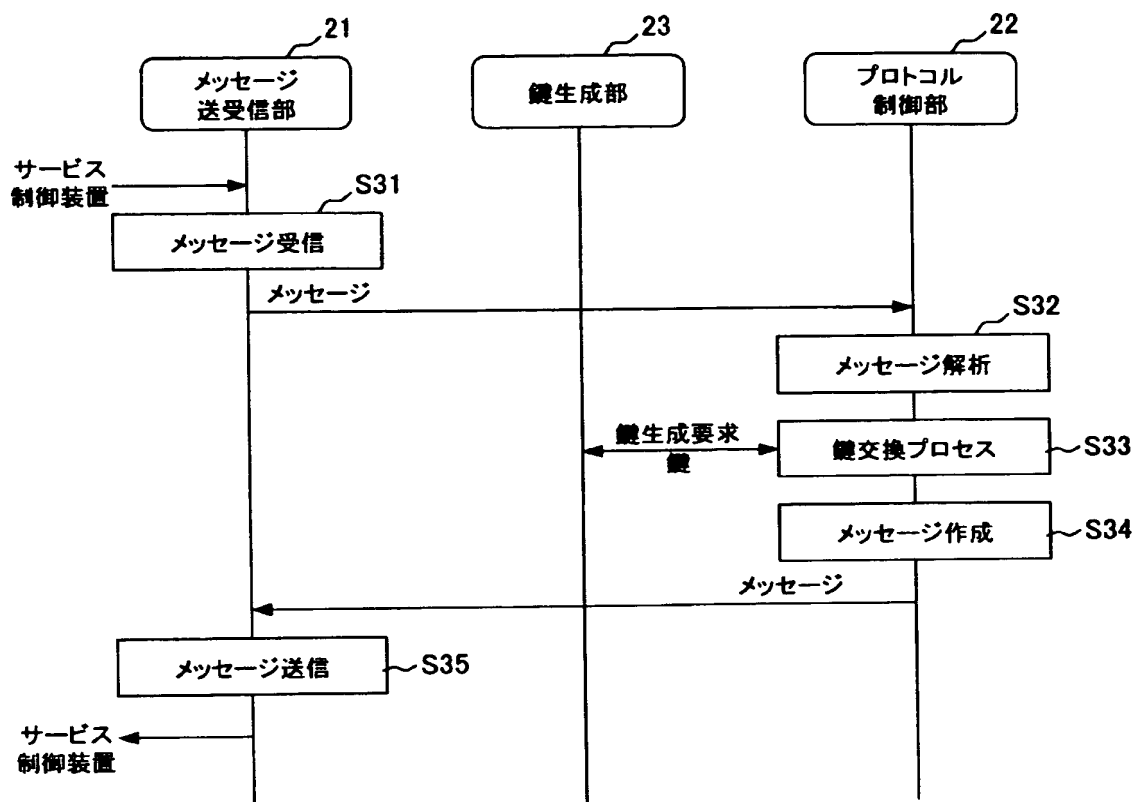 21
23
22
メッセージ
送受信部
鍵生成部
プロトコル
制御部
サービス
制御装置
S31
メッセージ受信
メッセージ
S32
メッセージ解析
鍵生成要求
鍵
鍵交換プロセス
S33
メッセージ作成
S34
メッセージ
メッセージ送信
S35
サービス
制御装置